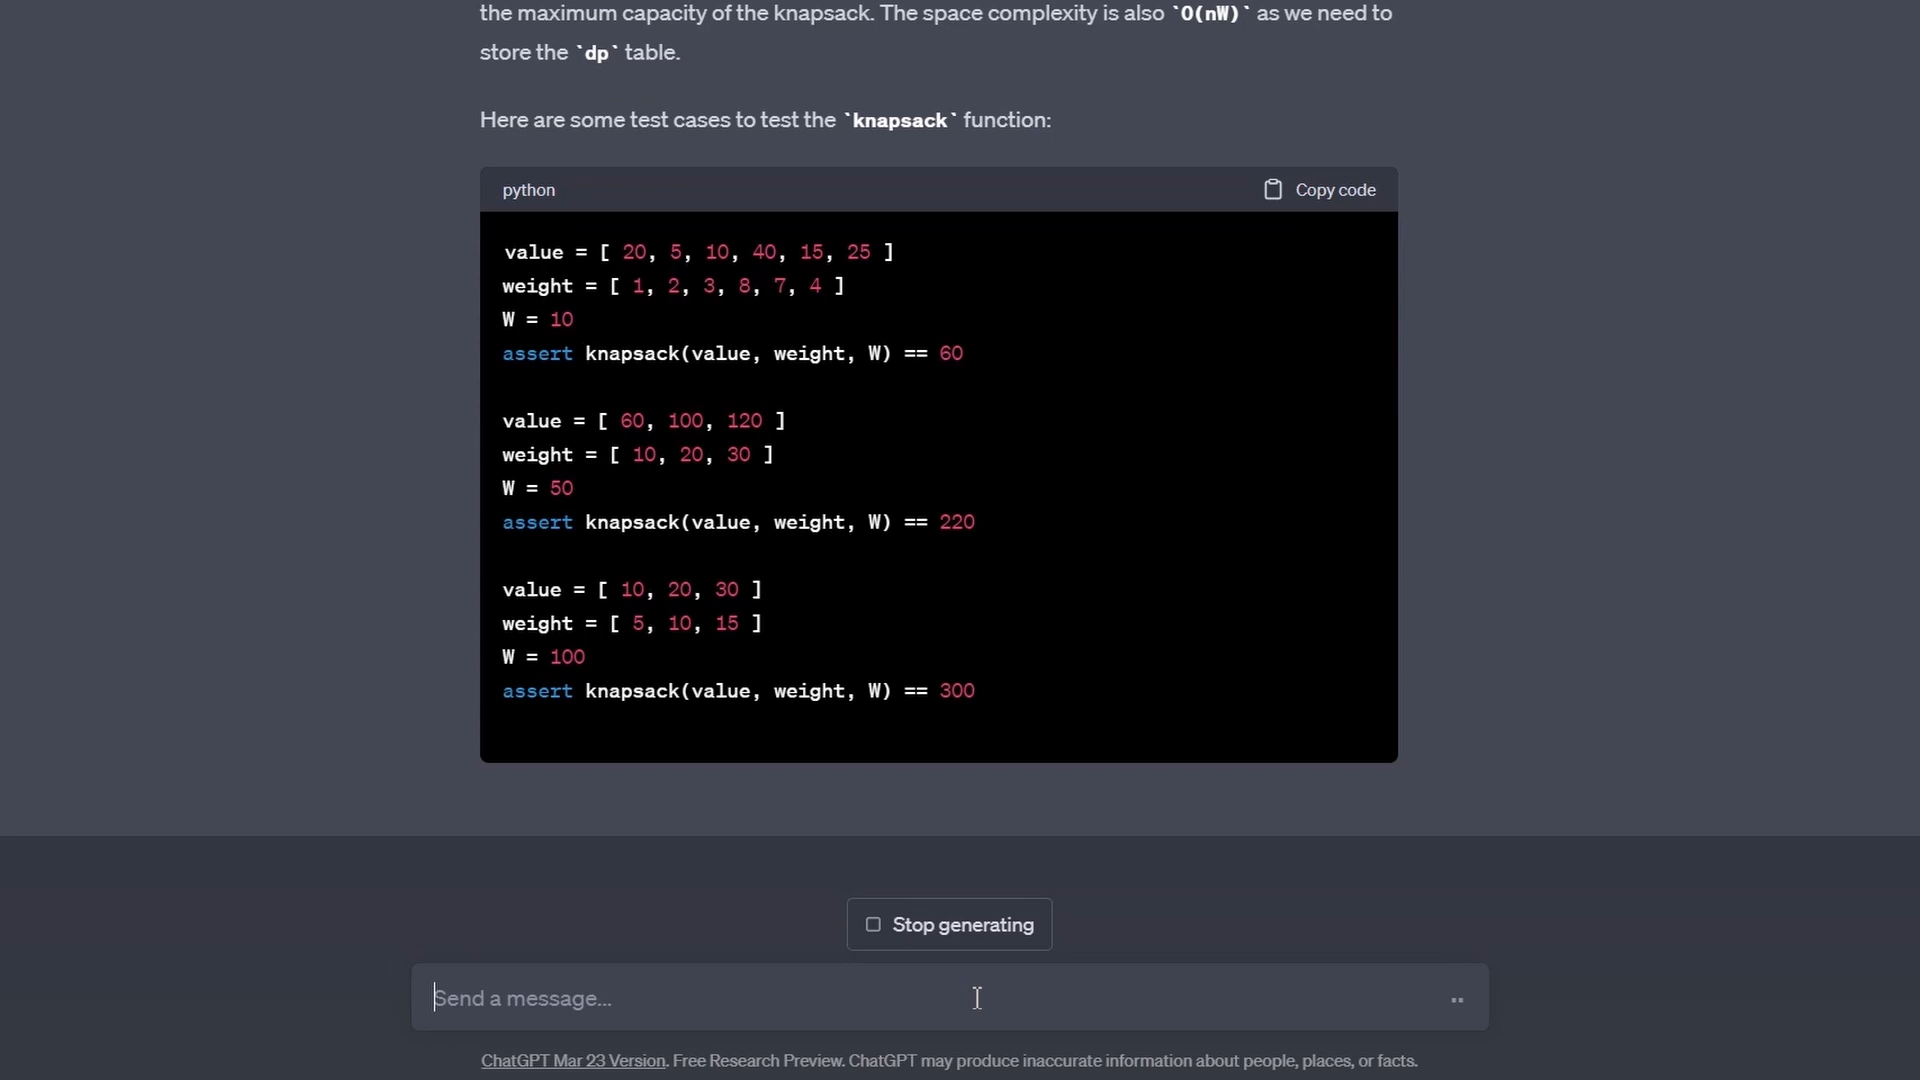 the maximum capacity of the knapsack. The space complexity is also `O(nW)` as we need to
store the `dp` table.
Here are some test cases to test the `knapsack` function:
python Copy code
value = [ 20, 5, 10, 40, 15, 25 ]
weight = [ 1, 2, 3, 8, 7, 4 ]
W = 10
assert knapsack(value, weight, W) == 60
value = [ 60, 100, 120 ]
weight = [ 10, 20, 30 ]
W = 50
assert knapsack(value, weight, W) == 220
value = [ 10, 20, 30 ]
weight = [ 5, 10, 15 ]
W = 100
assert knapsack(value, weight, W) == 300
Stop generating
Send a message...
ChatGPT Mar 23 Version. Free Research Preview. ChatGPT may produce inaccurate information about people, places, or facts.